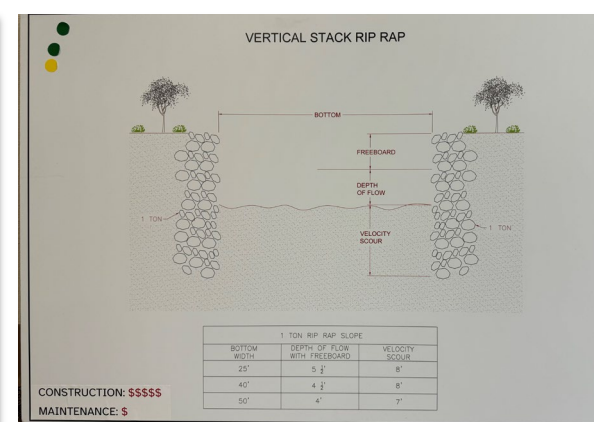 VERTICAL STACK RIP RAP
BOTTOM
FREEBOARD
DEPTH
OF FLOW
1 TON
1 TON
VELOCITY
SCOUR
1 TON RIP RAP SLOPE
BOTTOM WIDTH DEPTH OF FLOW WITH FREEBOARD VELOCITY SCOUR
25' 5 ½' 8'
40' 4 ½' 8'
50' 4' 7'
CONSTRUCTION: $$$$$
MAINTENANCE: $